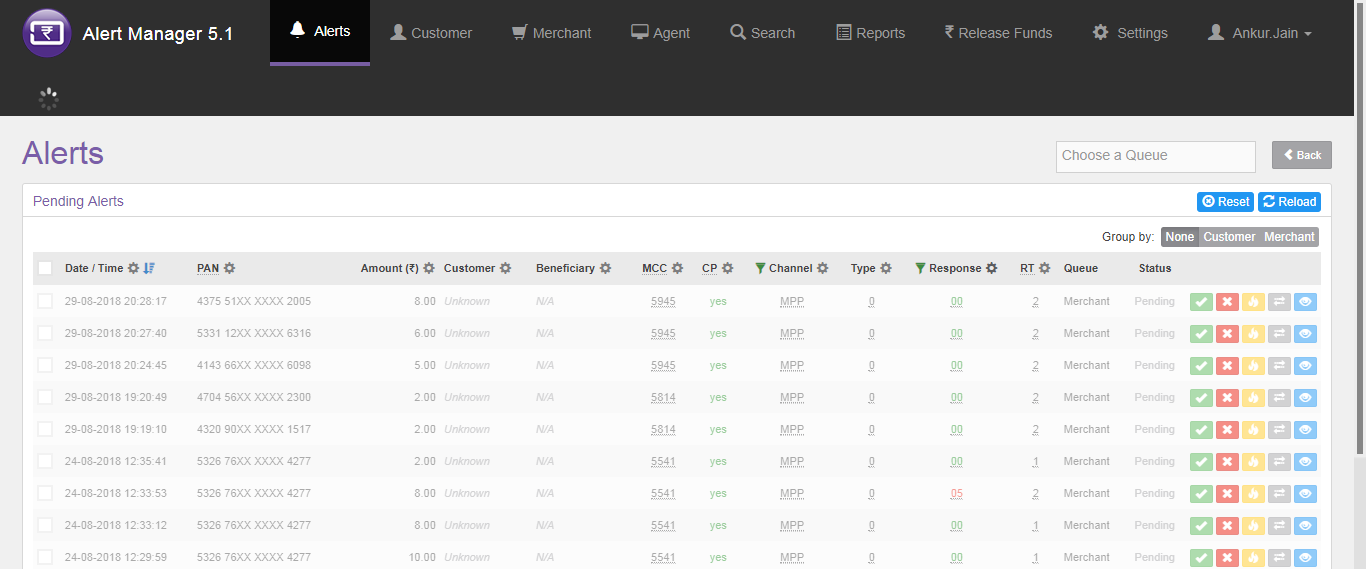 ₹ Alert Manager 5.1 Alerts Customer Merchant Agent Search Reports ₹ Release Funds Settings Ankur.Jain
Alerts Choose a Queue Back
Pending Alerts Reset Reload
Group by: None Customer Merchant
Date / Time PAN Amount (₹) Customer Beneficiary MCC CP Channel Type Response RT Queue Status
29-08-2018 20:28:17 4375 51XX XXXX 2005 8.00 Unknown N/A 5945 yes MPP 0 00 2 Merchant Pending
29-08-2018 20:27:40 5331 12XX XXXX 6316 6.00 Unknown N/A 5945 yes MPP 0 00 2 Merchant Pending
29-08-2018 20:24:45 4143 66XX XXXX 6098 5.00 Unknown N/A 5945 yes MPP 0 00 2 Merchant Pending
29-08-2018 19:20:49 4704 56XX XXXX 2300 2.00 Unknown N/A 5814 yes MPP 0 00 2 Merchant Pending
29-08-2018 19:19:10 4320 90XX XXXX 1517 2.00 Unknown N/A 5814 yes MPP 0 00 2 Merchant Pending
24-08-2018 12:35:41 5326 76XX XXXX 4277 2.00 Unknown N/A 5541 yes MPP 0 00 1 Merchant Pending
24-08-2018 12:33:53 5326 76XX XXXX 4277 8.00 Unknown N/A 5541 yes MPP 0 05 2 Merchant Pending
24-08-2018 12:33:12 5326 76XX XXXX 4277 8.00 Unknown N/A 5541 yes MPP 0 00 1 Merchant Pending
24-08-2018 12:29:59 5326 76XX XXXX 4277 10.00 Unknown N/A 5541 yes MPP 0 00 1 Merchant Pending